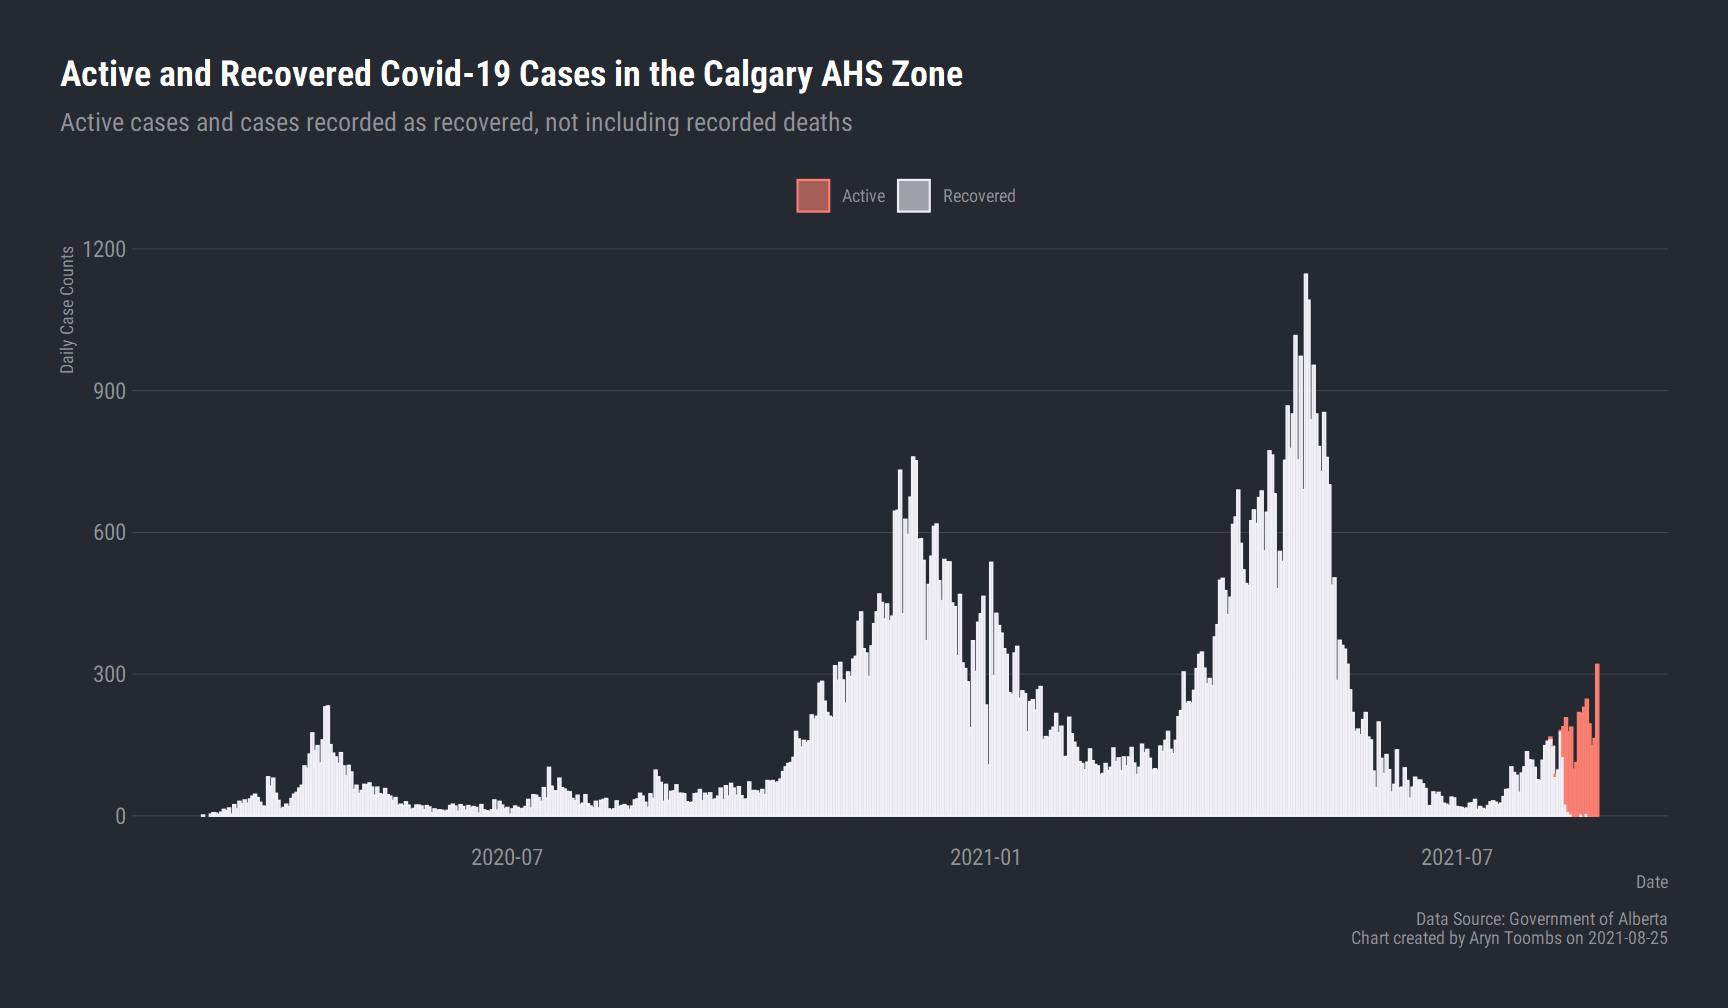 Active and Recovered Covid-19 Cases in the Calgary AHS Zone
Active cases and cases recorded as recovered, not including recorded deaths
Active
Recovered
Daily Case Counts
1200
900
600
300
0
2020-07
2021-01
2021-07
Date
Data Source: Government of Alberta
Chart created by Aryn Toombs on 2021-08-25